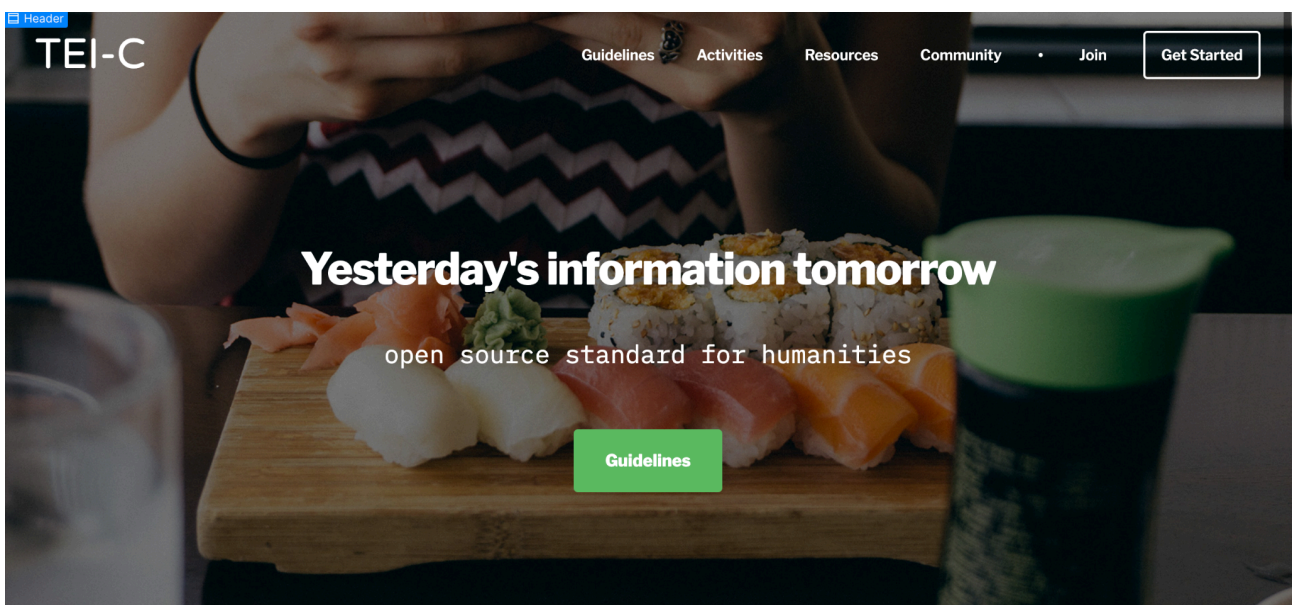 Header
TEI-C
Guidelines Activities Resources Community • Join Get Started
Yesterday's information tomorrow
open source standard for humanities
Guidelines